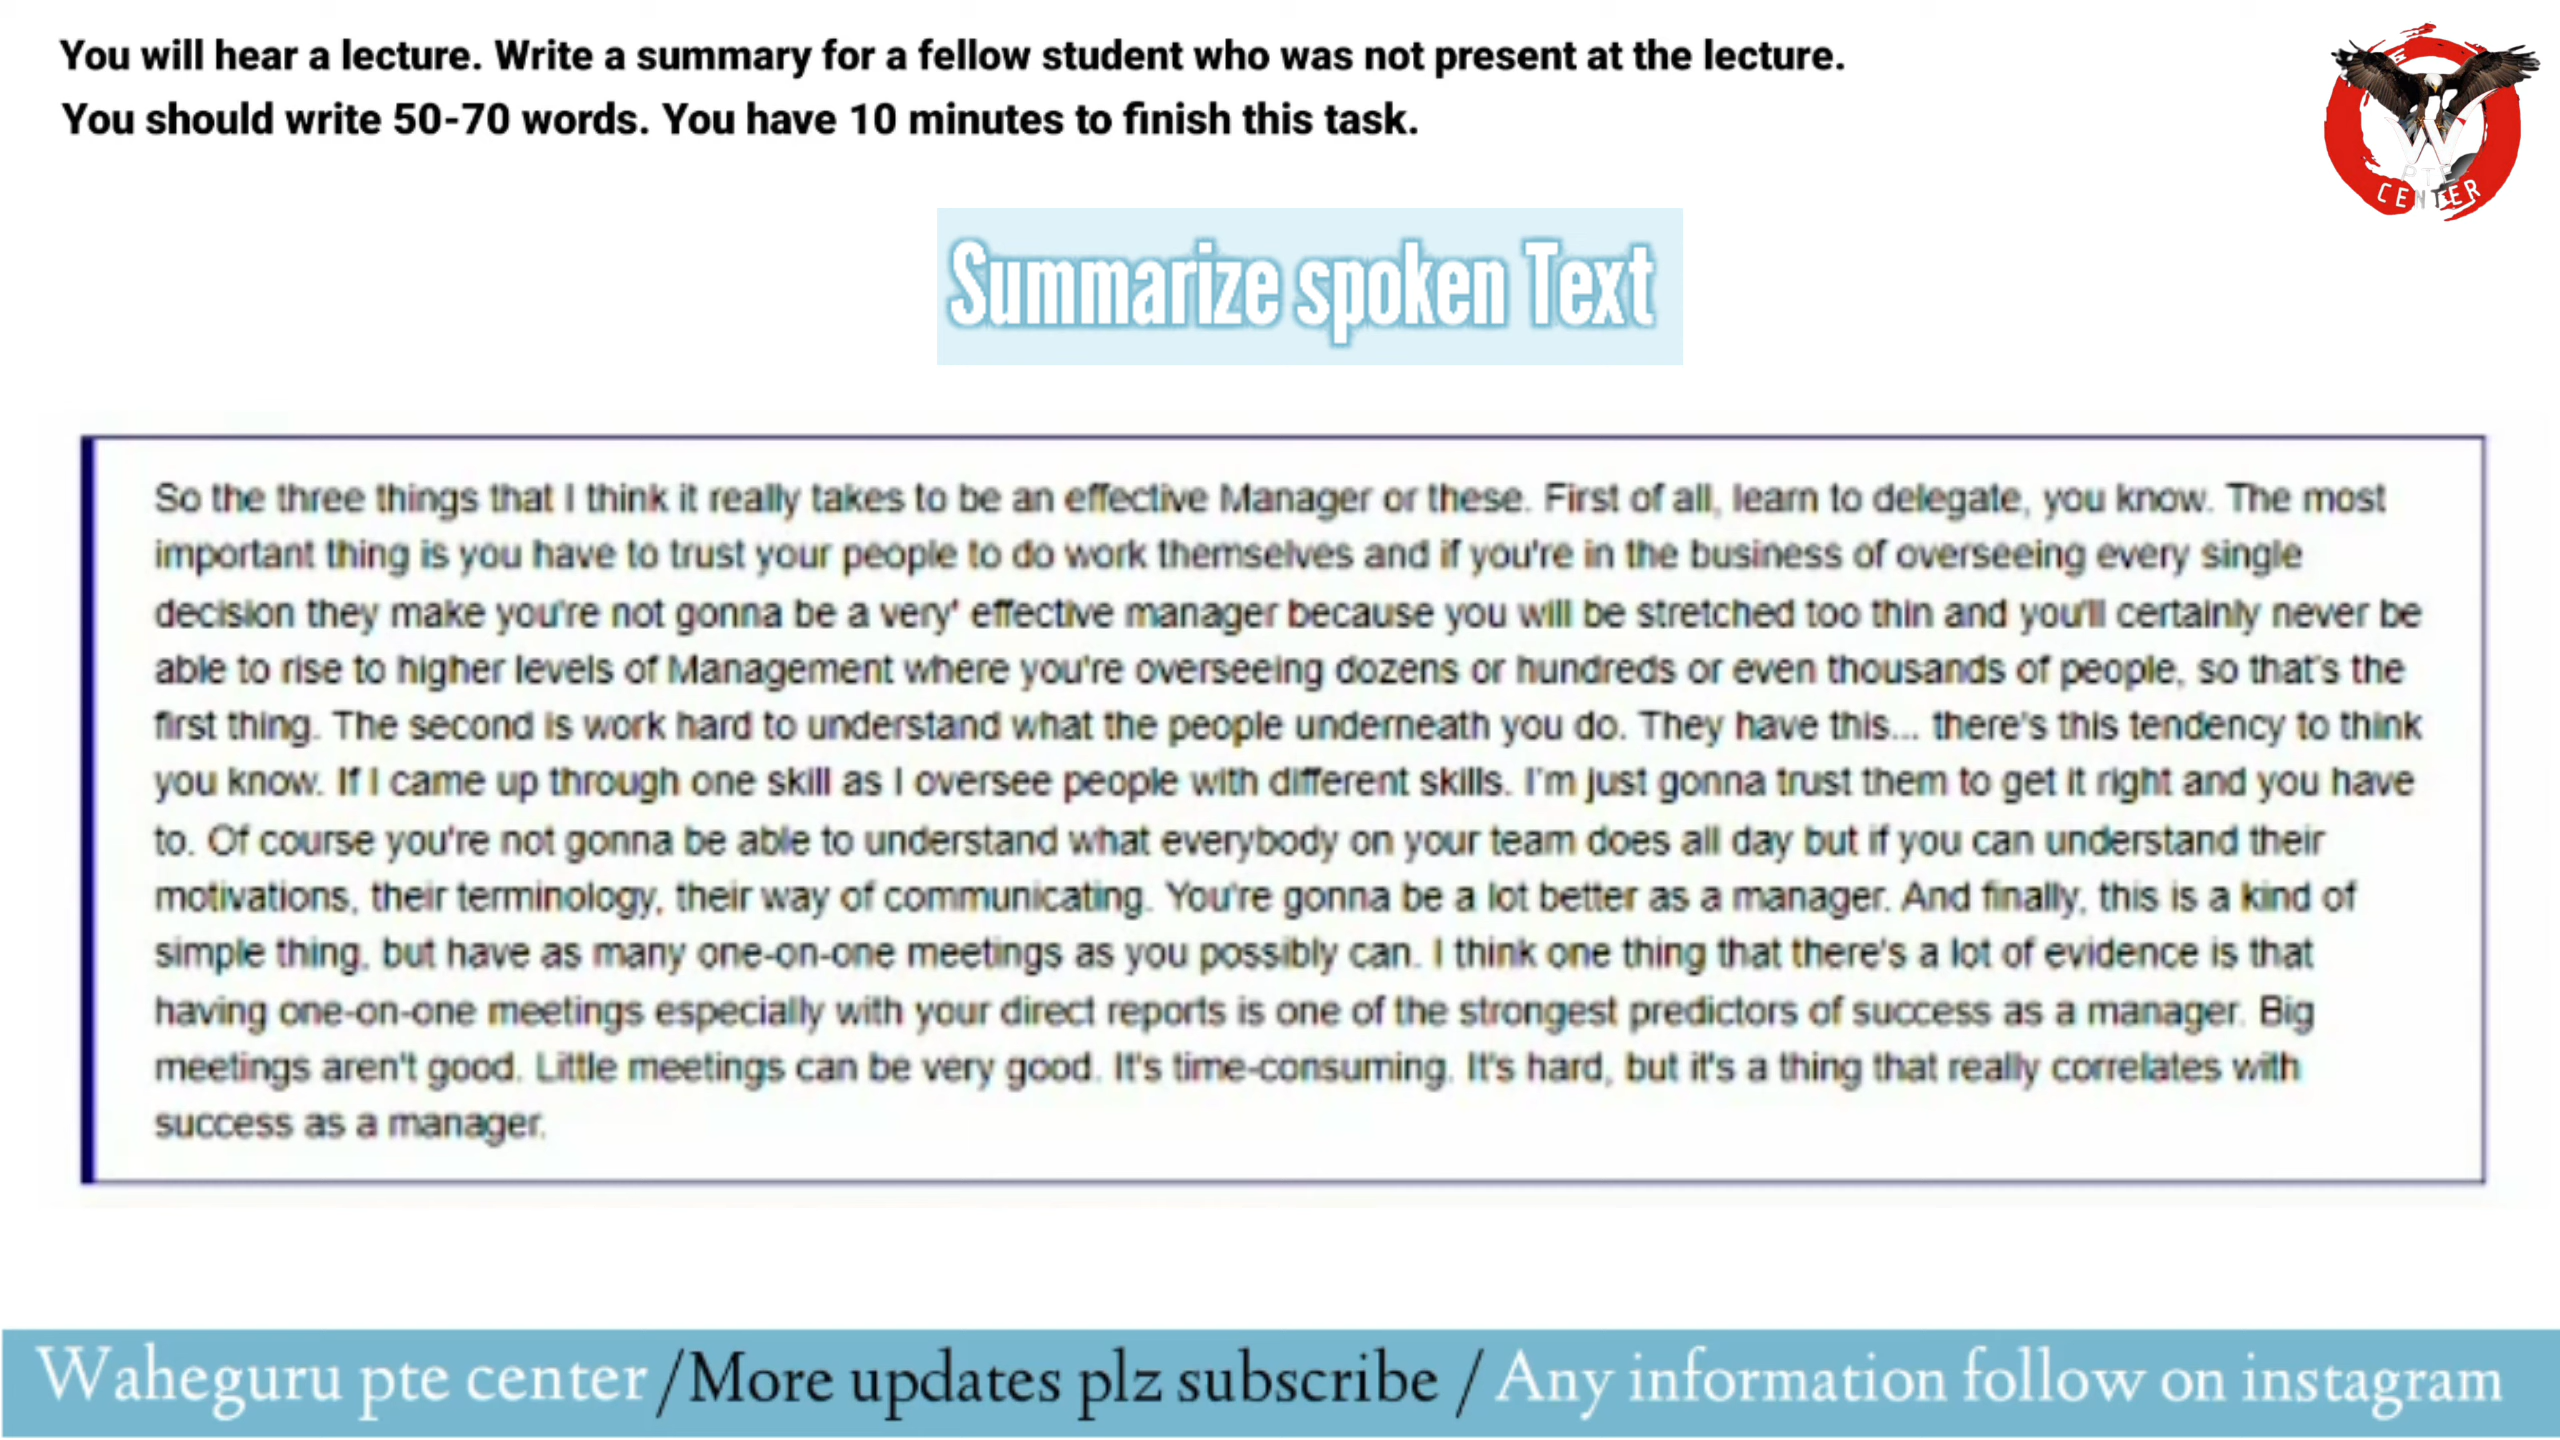 You will hear a lecture. Write a summary for a fellow student who was not present at the lecture.
You should write 50-70 words. You have 10 minutes to finish this task.
W
PTE
CENTER
Summarize spoken Text
So the three things that I think it really takes to be an effective Manager or these. First of all, learn to delegate, you know. The most
important thing is you have to trust your people to do work themselves and if you're in the business of overseeing every single
decision they make you're not gonna be a very' effective manager because you will be stretched too thin and you'll certainly never be
able to rise to higher levels of Management where you're overseeing dozens or hundreds or even thousands of people, so that's the
first thing. The second is work hard to understand what the people underneath you do. They have this... there's this tendency to think
you know. If I came up through one skill as I oversee people with different skills. I'm just gonna trust them to get it right and you have
to. Of course you're not gonna be able to understand what everybody on your team does all day but if you can understand their
motivations, their terminology, their way of communicating. You're gonna be a lot better as a manager. And finally, this is a kind of
simple thing, but have as many one-on-one meetings as you possibly can. I think one thing that there's a lot of evidence is that
having one-on-one meetings especially with your direct reports is one of the strongest predictors of success as a manager. Big
meetings aren't good. Little meetings can be very good. It's time-consuming. It's hard, but it's a thing that really correlates with
success as a manager.
Waheguru pte center /More updates plz subscribe / Any information follow on instagram